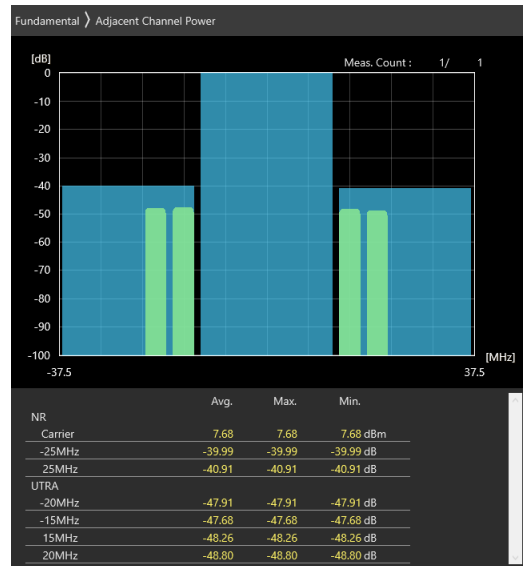 Fundamental 〉 Adjacent Channel Power
[dB]
Meas. Count : 1/ 1
0
-10
-20
-30
-40
-50
-60
-70
-80
-90
-100
[MHz]
-37.5 37.5
Avg. Max. Min.
NR
Carrier 7.68 7.68 7.68 dBm
-25MHz -39.99 -39.99 -39.99 dB
25MHz -40.91 -40.91 -40.91 dB
UTRA
-20MHz -47.91 -47.91 -47.91 dB
-15MHz -47.68 -47.68 -47.68 dB
15MHz -48.26 -48.26 -48.26 dB
20MHz -48.80 -48.80 -48.80 dB